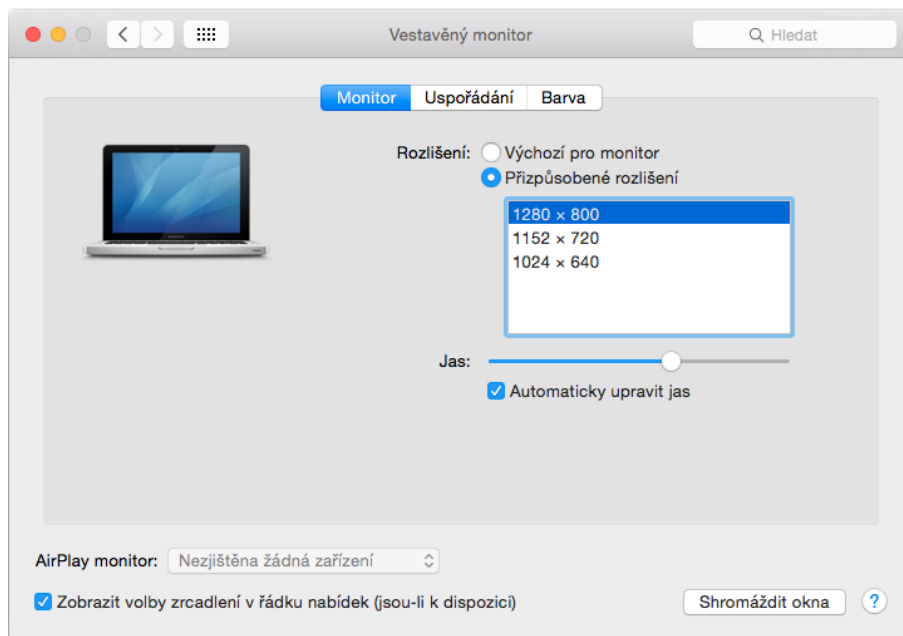 Vestavěný monitor
Hledat
Monitor
Uspořádání
Barva
Rozlišení:
Výchozí pro monitor
Přizpůsobené rozlišení
1280 × 800
1152 × 720
1024 × 640
Jas:
Automaticky upravit jas
AirPlay monitor: Nezjištěna žádná zařízení
Zobrazit volby zrcadlení v řádku nabídek (jsou-li k dispozici)
Shromáždit okna
?